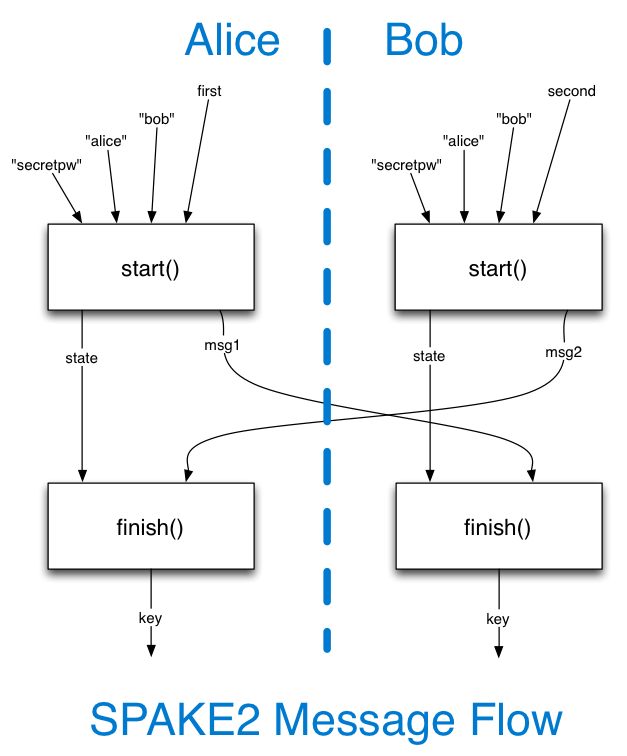 Alice
Bob
first
"bob"
"alice"
"secretpw"
second
"bob"
"alice"
"secretpw"
start()
start()
state
msg1
state
msg2
finish()
finish()
key
key
SPAKE2 Message Flow